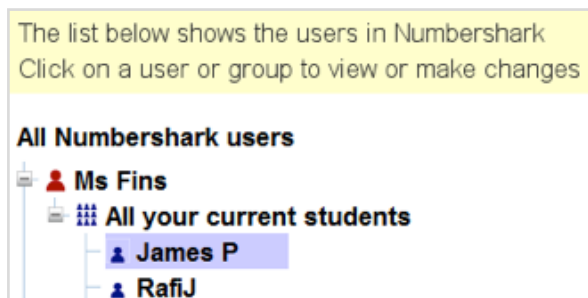 The list below shows the users in Numbershark
Click on a user or group to view or make changes
All Numbershark users
Ms Fins
All your current students
James P
RafiJ